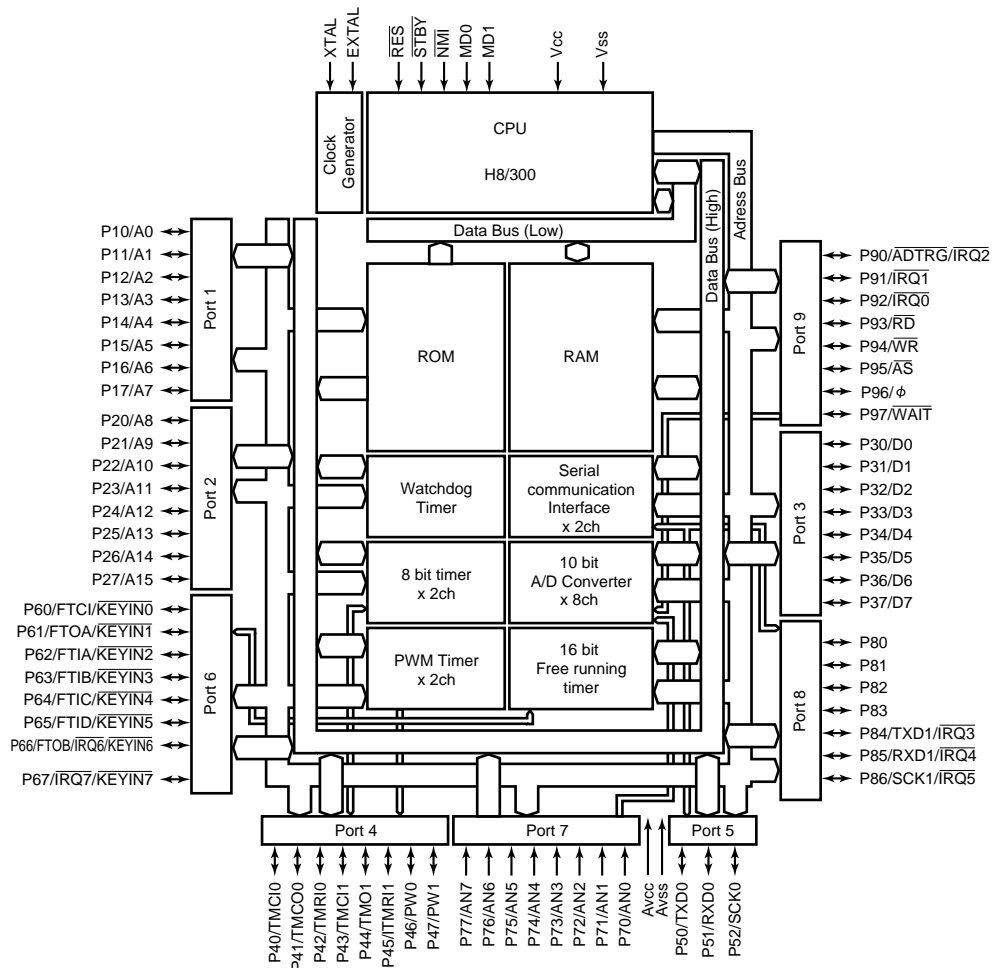 XTAL
EXTAL
RES
STBY
NMI
MD0
MD1
Vcc
Vss
Clock
Generator
CPU
H8/300
Adress Bus
Data Bus (High)
Data Bus (Low)
P10/A0
P11/A1
P12/A2
P13/A3
P14/A4
P15/A5
P16/A6
P17/A7
Port 1
P20/A8
P21/A9
P22/A10
P23/A11
P24/A12
P25/A13
P26/A14
P27/A15
Port 2
P60/FTCI/KEYIN0
P61/FTOA/KEYIN1
P62/FTIA/KEYIN2
P63/FTIB/KEYIN3
P64/FTIC/KEYIN4
P65/FTID/KEYIN5
P66/FTOB/IRQ6/KEYIN6
P67/IRQ7/KEYIN7
Port 6
ROM
RAM
Watchdog
Timer
Serial
communication
Interface
x 2ch
8 bit timer
x 2ch
10 bit
A/D Converter
x 8ch
PWM Timer
x 2ch
16 bit
Free running
timer
Port 9
P90/ADTRG/IRQ2
P91/IRQ1
P92/IRQ0
P93/RD
P94/WR
P95/AS
P96/ϕ
P97/WAIT
Port 3
P30/D0
P31/D1
P32/D2
P33/D3
P34/D4
P35/D5
P36/D6
P37/D7
Port 8
P80
P81
P82
P83
P84/TXD1/IRQ3
P85/RXD1/IRQ4
P86/SCK1/IRQ5
Port 4
Port 7
Port 5
P40/TMCI0
P41/TMCO0
P42/TMRI0
P43/TMCI1
P44/TMO1
P45/ITMRI1
P46/PW0
P47/PW1
P77/AN7
P76/AN6
P75/AN5
P74/AN4
P73/AN3
P72/AN2
P71/AN1
P70/AN0
Avcc
Avss
P50/TXD0
P51/RXD0
P52/SCK0